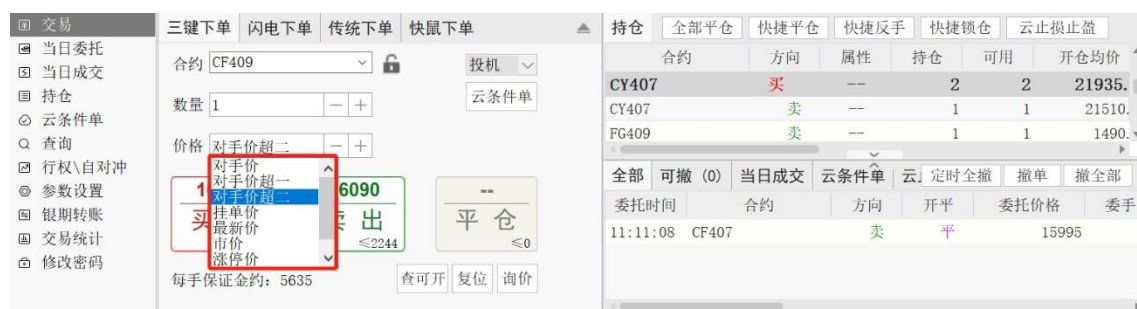 交易
当日委托
当日成交
持仓
云条件单
查询
行权\自对冲
参数设置
银期转账
交易统计
修改密码
三键下单 闪电下单 传统下单 快鼠下单
合约 CF409 投机
数量 1 云条件单
价格 对手价超二
对手价
对手价超一
对手价超二
挂单价
最新价
市价
涨停价
6090 --
卖 出 平 仓
≤2244 ≤0
每手保证金约: 5635 查可开 复位 询价
持仓 全部平仓 快捷平仓 快捷反手 快捷锁仓 云止损止盈
合约 方向 属性 持仓 可用 开仓均价
CY407 买 -- 2 2 21935.
CY407 卖 -- 1 1 21510.
FG409 卖 -- 1 1 1490.
全部 可撤 (0) 当日成交 云条件单 定时全撤 撤单 撤全部
委托时间 合约 方向 开平 委托价格 委手
11:11:08 CF407 卖 平 15995